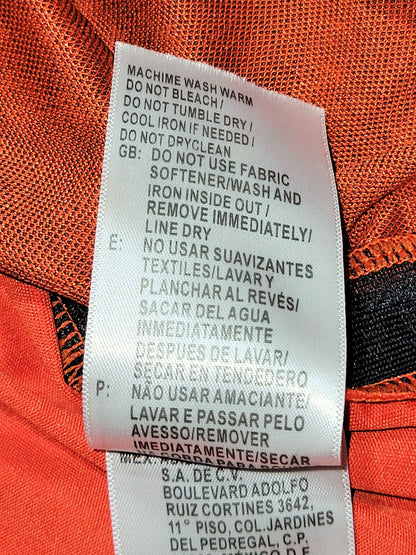 MACHIME WASH WARM
DO NOT BLEACH/
DO NOT TUMBLE DRY/
COOL IRON IF NEEDED/
DO NOT DRYCLEAN
GB: DO NOT USE FABRIC
SOFTENER/WASH AND
IRON INSIDE OUT/
REMOVE IMMEDIATELY/
LINE DRY
E: NO USAR SUAVIZANTES
TEXTILES/LAVAR Y
PLANCHAR AL REVÉS/
SACAR DEL AGUA
INMEDIATAMENTE
DESPUES DE LAVAR/
SECAR EN TENDEDERO
P: NÃO USAR AMACIANTE/
LAVAR E PASSAR PELO
AVESSO/REMOVER
IMEDIATAMENTE/SECAR
S.A. DE C.V.
BOULEVARD ADOLFO
RUIZ CORTINES 3642,
11° PISO, COL.JARDINES
DEL PEDREGAL, C.P.